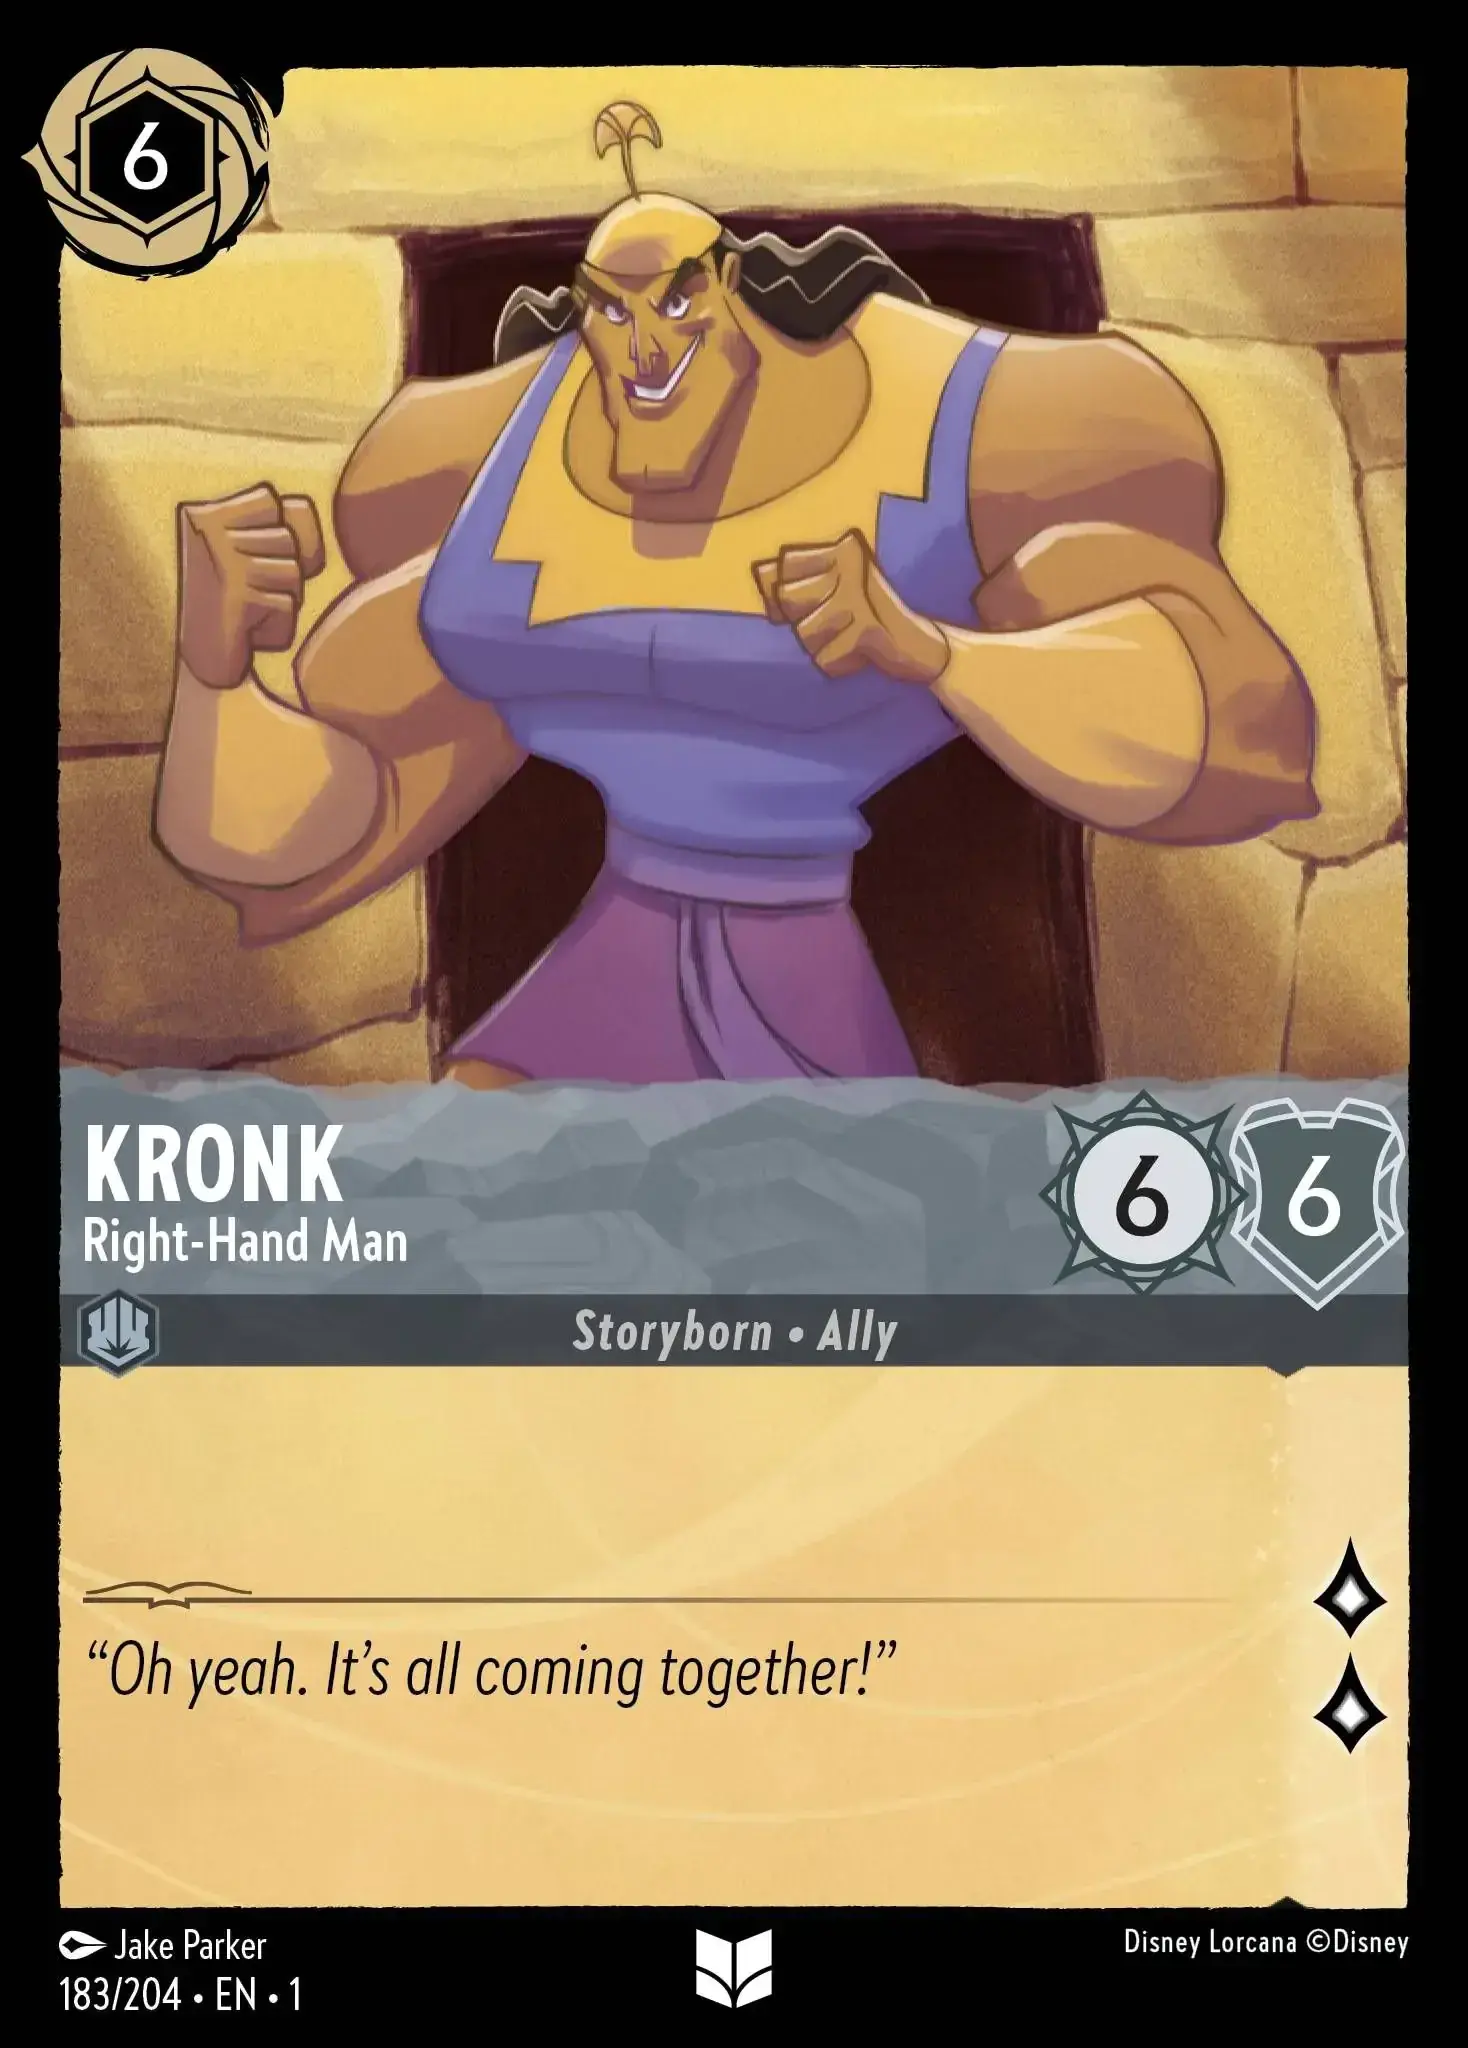 6
KRONK
Right-Hand Man
6 6
Storyborn • Ally
“Oh yeah. It’s all coming together!”
Jake Parker
Disney Lorcana ©Disney
183/204 • EN • 1